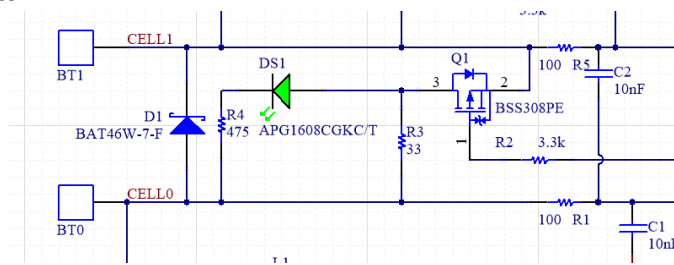 CELL1
BT1
DS1
Q1
3
2
100 R5
C2
10nF
D1
BAT46W-7-F
R4
475
APG1608CGKC/T
R3
33
BSS308PE
1
R2 3.3k
CELL0
BT0
100 R1
C1